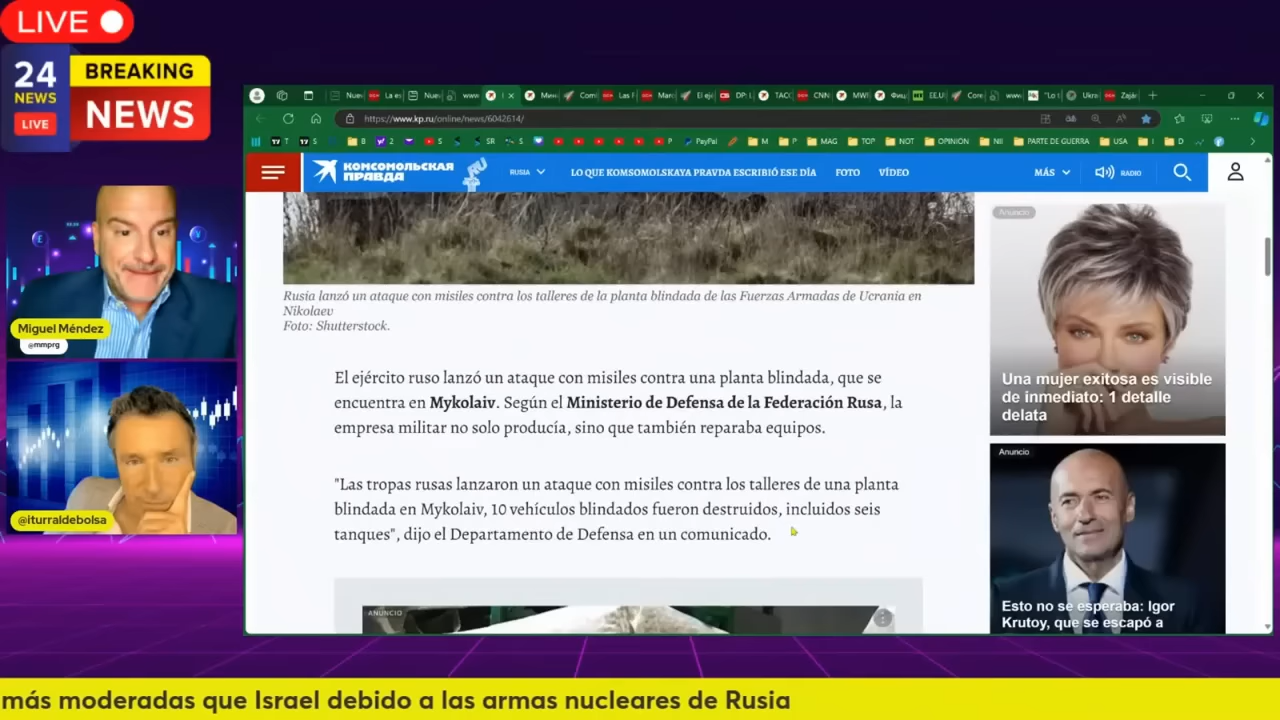 LIVE
24
NEWS
LIVE
BREAKING
NEWS
Miguel Méndez
@mmprg
@iturraldebolsa
https://www.kp.ru/online/news/6042614/
PayPal
M
P
MAG
TOP
NOT
OPINION
NII
PARTE DE GUERRA
USA
I
D
КОМСОМОЛЬСКАЯ
ПРАВДА
RU
RUSIA
LO QUE KOMSOMOLSKAYA PRAVDA ESCRIBIÓ ESE DÍA
FOTO
VÍDEO
MÁS
RADIO
Rusia lanzó un ataque con misiles contra los talleres de la planta blindada de las Fuerzas Armadas de Ucrania en
Nikolaev
Foto: Shutterstock.
El ejército ruso lanzó un ataque con misiles contra una planta blindada, que se
encuentra en Mykolaiv. Según el Ministerio de Defensa de la Federación Rusa, la
empresa militar no solo producía, sino que también reparaba equipos.
"Las tropas rusas lanzaron un ataque con misiles contra los talleres de una planta
blindada en Mykolaiv, 10 vehículos blindados fueron destruidos, incluidos seis
tanques", dijo el Departamento de Defensa en un comunicado.
ANUNCIO
Anuncio
Una mujer exitosa es visible
de inmediato: 1 detalle
delata
Anuncio
Esto no se esperaba: Igor
Krutoy, que se escapó a
más moderadas que Israel debido a las armas nucleares de Rusia